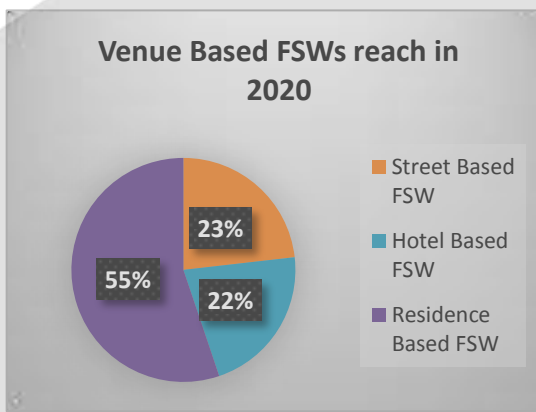 Venue Based FSWs reach in
2020
23%
22%
55%
Street Based
FSW
Hotel Based
FSW
Residence
Based FSW